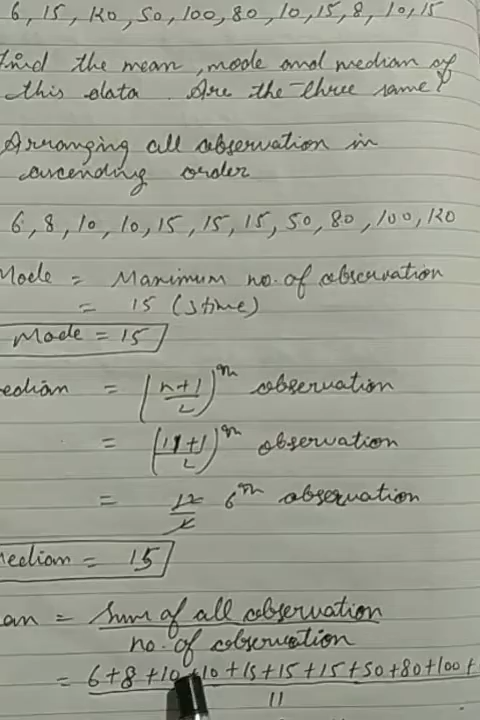 6, 15, 120, 50, 100, 80, 10, 15, 8, 10, 15
Find the mean, mode and median of
this data. Are the three same?
Arranging all observation in
ascending order
6, 8, 10, 10, 15, 15, 15, 50, 80, 100, 120
Mode = Maximum no. of observation
= 15 (3 time)
Mode = 15
edian = (n+1/2)th observation
= (11+1/2)th observation
= 12/2 6th observation
Median = 15
an = Sum of all observation
no. of observation
= 6+8+10+10+15+15+15+50+80+100+
11